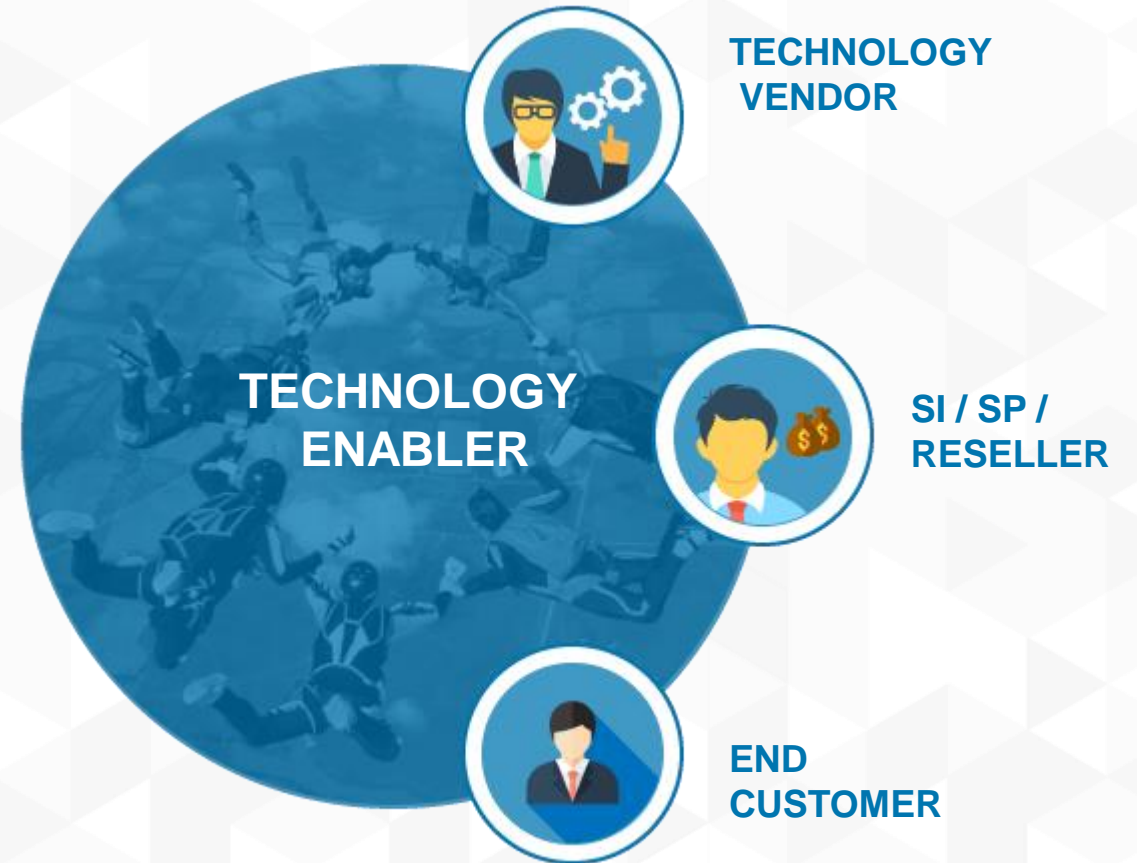 TECHNOLOGY
VENDOR
TECHNOLOGY
ENABLER
SI / SP /
RESELLER
END
CUSTOMER